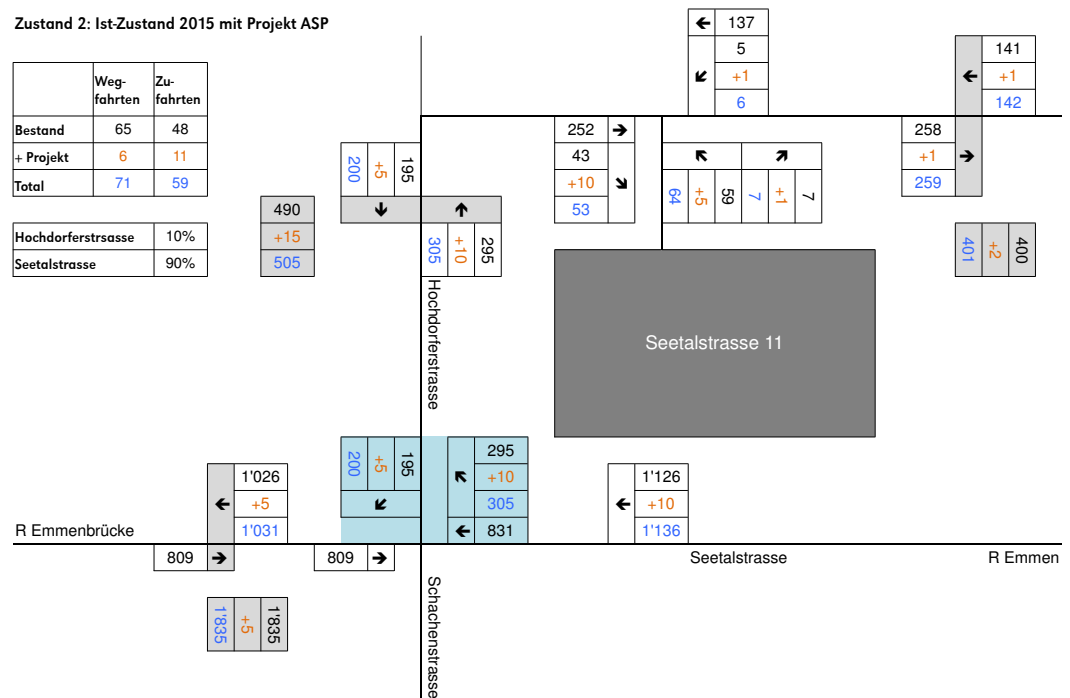 Zustand 2: Ist-Zustand 2015 mit Projekt ASP
Weg-fahrten Zu-fahrten
Bestand 65 48
+ Projekt 6 11
Total 71 59
Hochdorferstrsasse 10%
Seetalstrasse 90%
137
5
+1
6
141
+1
142
252
43
+10
53
258
+1
259
200 +5 195
490
+15
505
305 +10 295
64 +5 59 7 +1 7
401 +2 400
Hochdorferstrasse
Seetalstrasse 11
200 +5 195
295
+10
305
831
1'026
+5
1'031
1'126
+10
1'136
R Emmenbrücke
809
809
Seetalstrasse
R Emmen
1'835 +5 1'835
Schachenstrasse